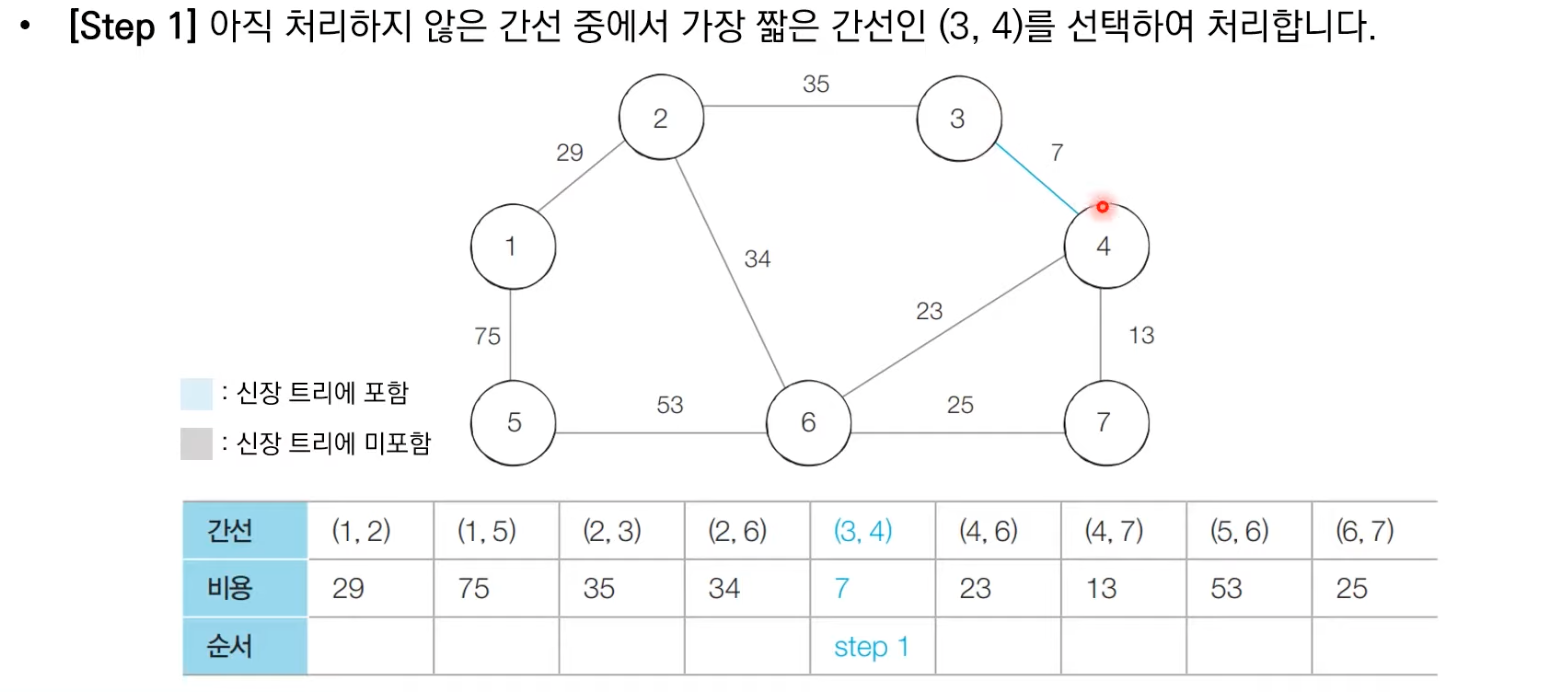 • [Step 1] 아직 처리하지 않은 간선 중에서 가장 짧은 간선인 (3, 4)를 선택하여 처리합니다.
35
2
3
29
7
1
4
34
23
75
13
: 신장 트리에 포함
53
25
5
6
7
: 신장 트리에 미포함
간선 (1, 2) (1, 5) (2, 3) (2, 6) (3, 4) (4, 6) (4, 7) (5, 6) (6, 7)
비용 29 75 35 34 7 23 13 53 25
순서 step 1